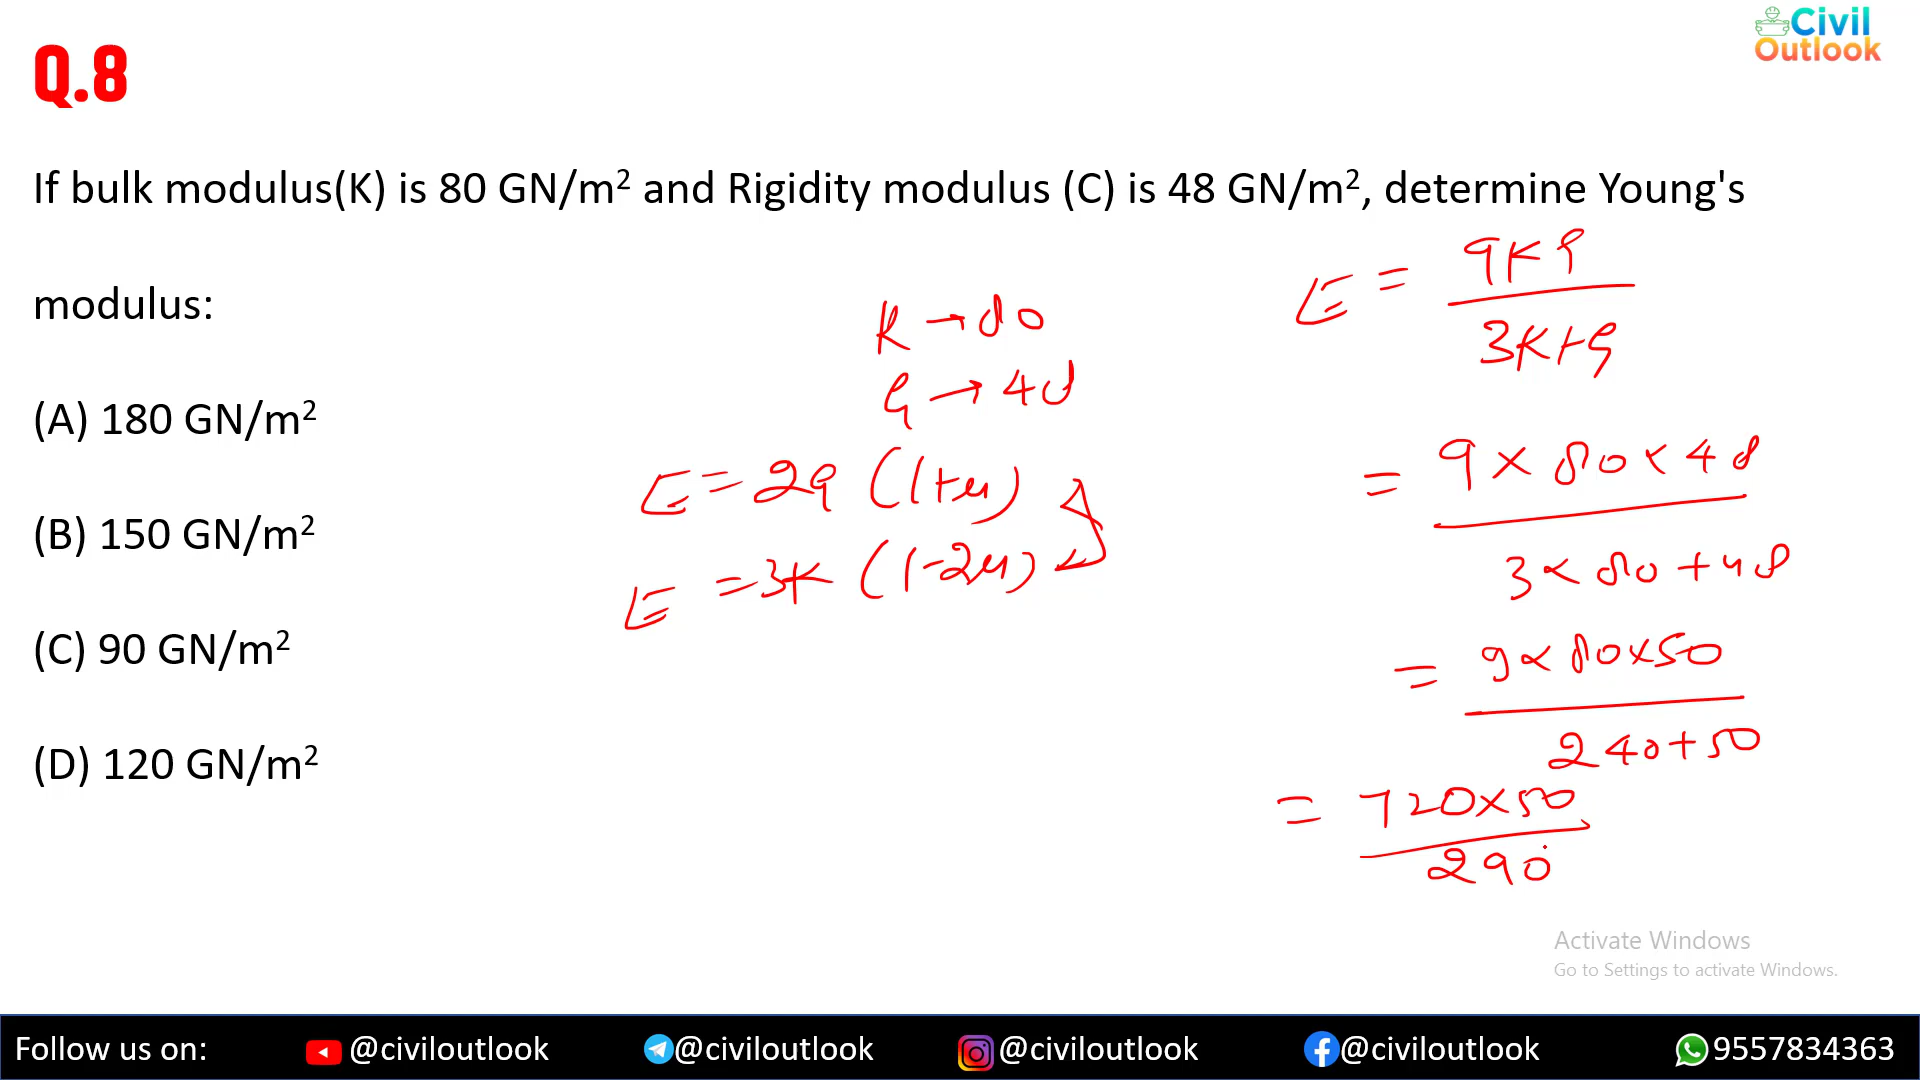 Civil
Outlook
Q.8
If bulk modulus(K) is 80 GN/m² and Rigidity modulus (C) is 48 GN/m², determine Young's
modulus:
(A) 180 GN/m²
(B) 150 GN/m²
(C) 90 GN/m²
(D) 120 GN/m²
K → 80
G → 48
E = 2G (1+μ)
E = 3K (1-2μ)
E = 9KG
3K+G
= 9 × 80 × 48
3 × 80 + 48
= 9 × 80 × 50
240 + 50
= 720 × 50
290
Activate Windows
Go to Settings to activate Windows.
Follow us on: @civiloutlook @civiloutlook @civiloutlook @civiloutlook 9557834363